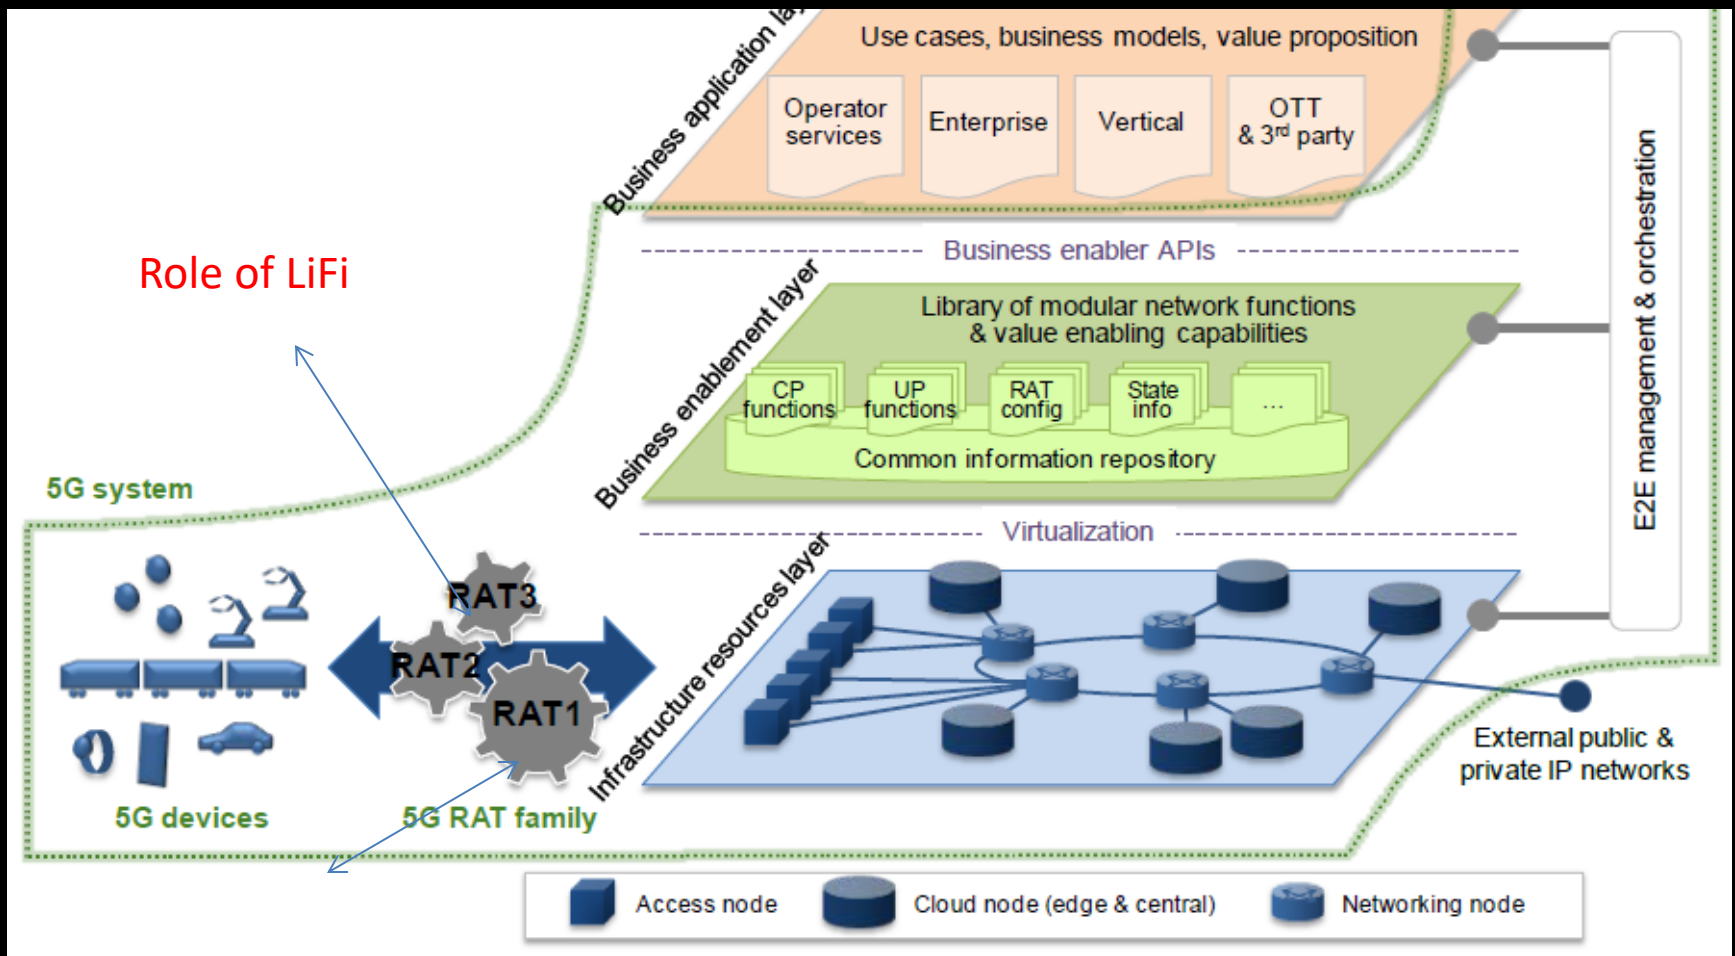 Business application lay
Use cases, business models, value proposition
Operator
services
Enterprise
Vertical
OTT
& 3rd party
Business enabler APIs
Role of LiFi
Business enablement layer
Library of modular network functions
& value enabling capabilities
CP
functions
UP
functions
RAT
config
State
info
...
Common information repository
E2E management & orchestration
5G system
Virtualization
Infrastructure resources layer
RAT3
RAT2
RAT1
5G devices
5G RAT family
External public &
private IP networks
Access node
Cloud node (edge & central)
Networking node